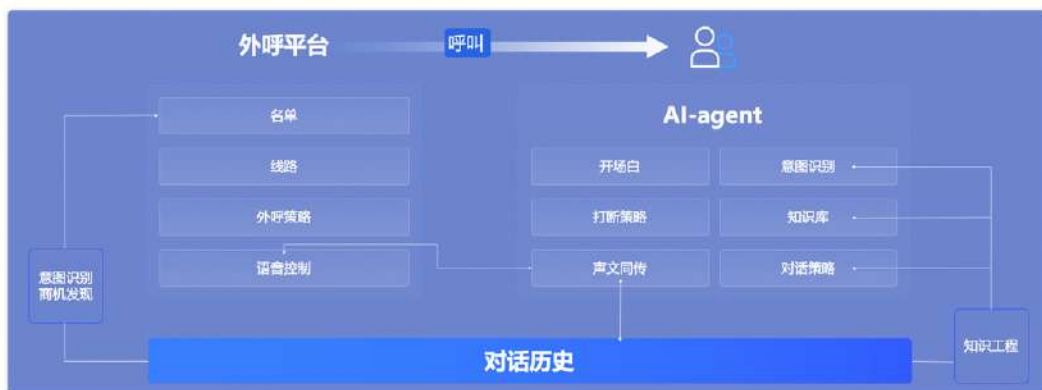 外呼平台
呼叫
名单
线路
外呼策略
语音控制
AI-agent
开场白
意图识别
打断策略
知识库
声文同传
对话策略
意图识别
商机发现
知识工程
对话历史